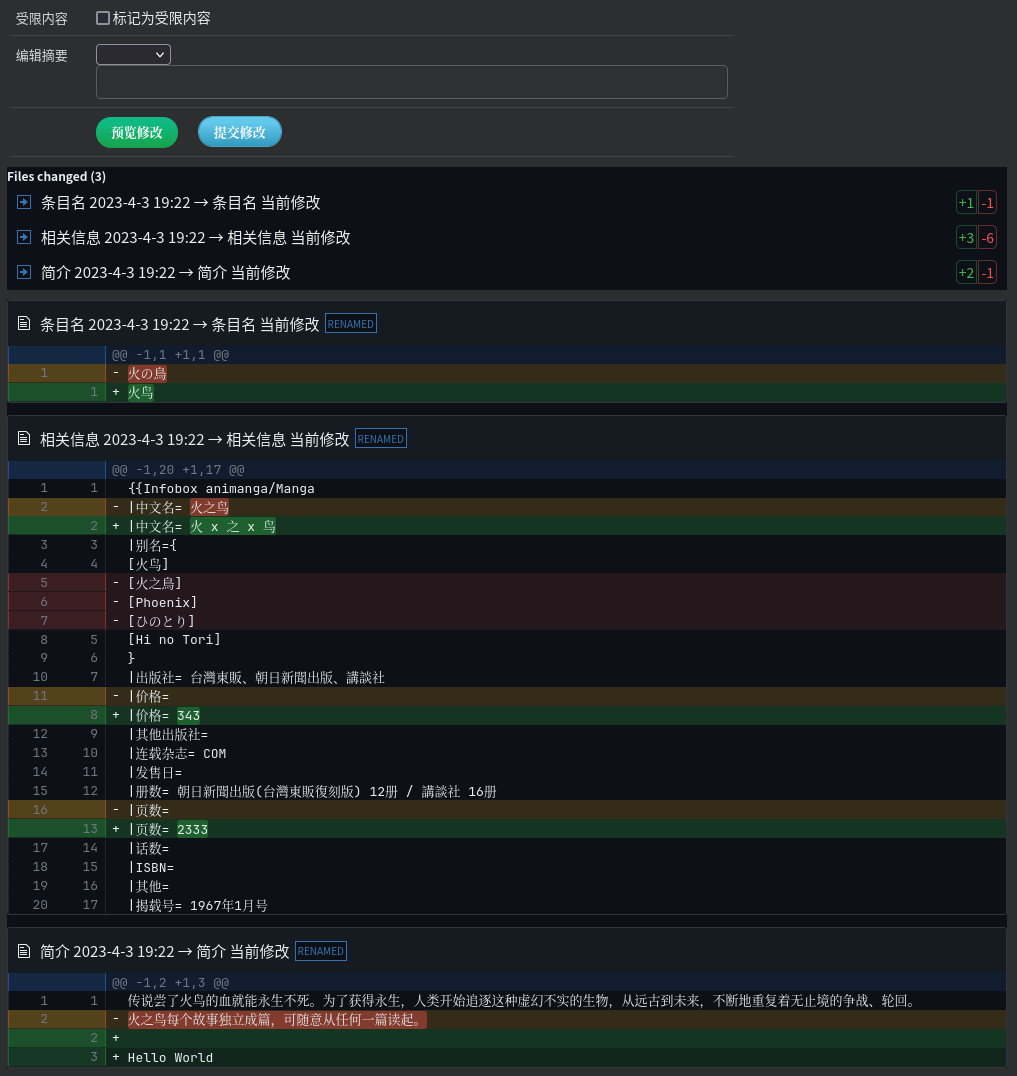 受限内容 标记为受限内容
编辑摘要
预览修改 提交修改
Files changed (3)
条目名 2023-4-3 19:22 → 条目名 当前修改 +1 -1
相关信息 2023-4-3 19:22 → 相关信息 当前修改 +3 -6
简介 2023-4-3 19:22 → 简介 当前修改 +2 -1
条目名 2023-4-3 19:22 → 条目名 当前修改 RENAMED
@@ -1,1 +1,1 @@
1 - 火の鳥
1 + 火鸟
相关信息 2023-4-3 19:22 → 相关信息 当前修改 RENAMED
@@ -1,20 +1,17 @@
1 1 {{Infobox animanga/Manga
2 - |中文名= 火之鸟
2 + |中文名= 火 x 之 x 鸟
3 3 |别名={
4 4 [火鸟]
5 - [火之鳥]
6 - [Phoenix]
7 - [ひのとり]
8 5 [Hi no Tori]
9 6 }
10 7 |出版社= 台灣東販、朝日新聞出版、講談社
11 - |价格=
8 + |价格= 343
12 9 |其他出版社=
13 10 |连载杂志= COM
14 11 |发售日=
15 12 |册数= 朝日新聞出版(台灣東販復刻版) 12册 / 講談社 16册
16 - |页数=
13 + |页数= 2333
17 14 |话数=
18 15 |ISBN=
19 16 |其他=
20 17 |揭载号= 1967年1月号
简介 2023-4-3 19:22 → 简介 当前修改 RENAMED
@@ -1,2 +1,3 @@
1 1 传说尝了火鸟的血就能永生不死。为了获得永生，人类开始追逐这种虚幻不实的生物，从远古到未来，不断地重复着无止境的争战、轮回。
2 - 火之鸟每个故事独立成篇，可随意从任何一篇读起。
2 +
3 + Hello World